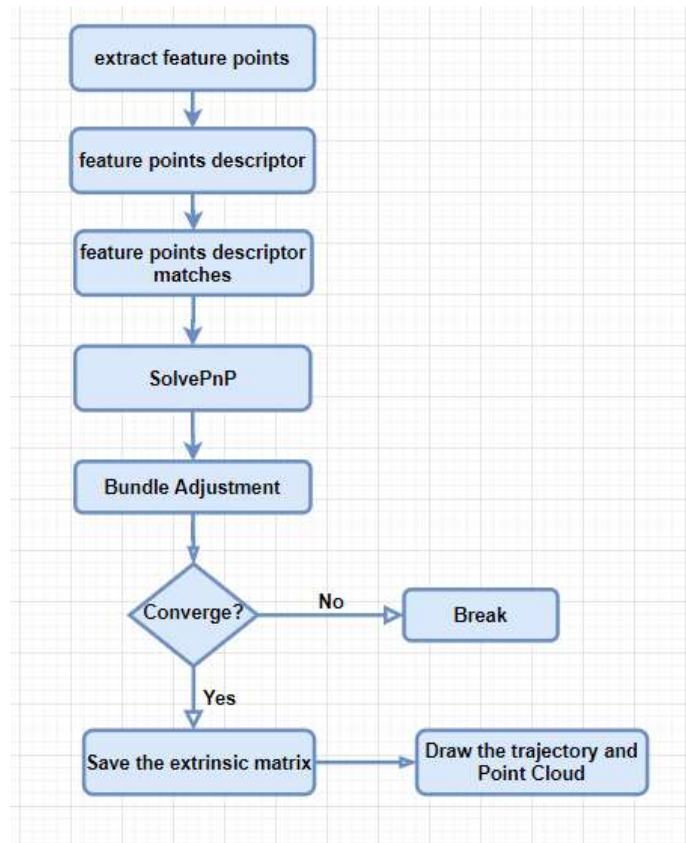 extract feature points
feature points descriptor
feature points descriptor
matches
SolvePnP
Bundle Adjustment
Converge?
No
Break
Yes
Save the extrinsic matrix
Draw the trajectory and
Point Cloud